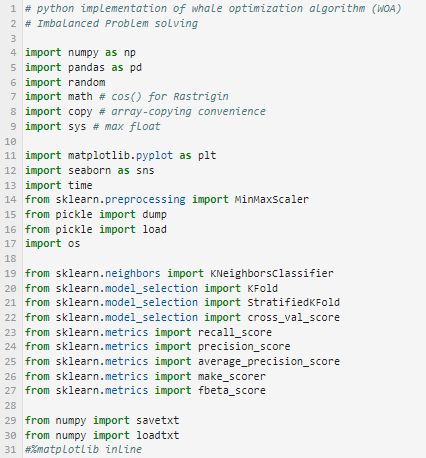 1 # python implementation of whale optimization algorithm (WOA)
2 # Imbalanced Problem solving
3
4 import numpy as np
5 import pandas as pd
6 import random
7 import math # cos() for Rastrigin
8 import copy # array-copying convenience
9 import sys # max float
10
11 import matplotlib.pyplot as plt
12 import seaborn as sns
13 import time
14 from sklearn.preprocessing import MinMaxScaler
15 from pickle import dump
16 from pickle import load
17 import os
18
19 from sklearn.neighbors import KNeighborsClassifier
20 from sklearn.model_selection import KFold
21 from sklearn.model_selection import StratifiedKFold
22 from sklearn.model_selection import cross_val_score
23 from sklearn.metrics import recall_score
24 from sklearn.metrics import precision_score
25 from sklearn.metrics import average_precision_score
26 from sklearn.metrics import make_scorer
27 from sklearn.metrics import fbeta_score
28
29 from numpy import savetxt
30 from numpy import loadtxt
31 #%matplotlib inline